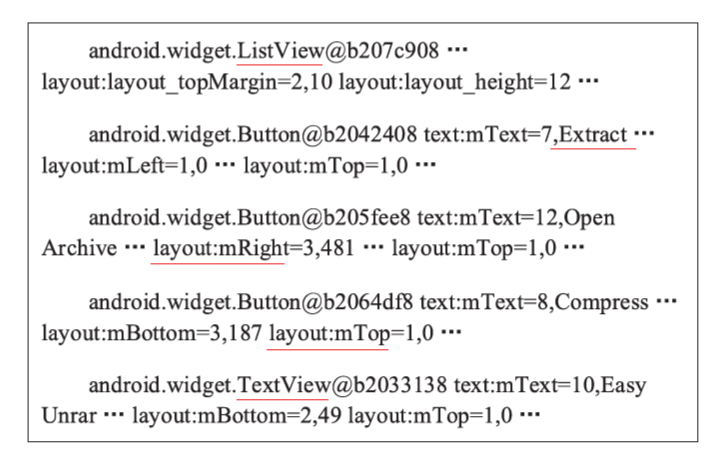 android.widget.ListView@b207c908 ···
layout:layout_topMargin=2,10 layout:layout_height=12 ···
android.widget.Button@b2042408 text:mText=7,Extract ···
layout:mLeft=1,0 ··· layout:mTop=1,0 ···
android.widget.Button@b205fee8 text:mText=12,Open
Archive ··· layout:mRight=3,481 ··· layout:mTop=1,0 ···
android.widget.Button@b2064df8 text:mText=8,Compress ···
layout:mBottom=3,187 layout:mTop=1,0 ···
android.widget.TextView@b2033138 text:mText=10,Easy
Unrar ··· layout:mBottom=2,49 layout:mTop=1,0 ···